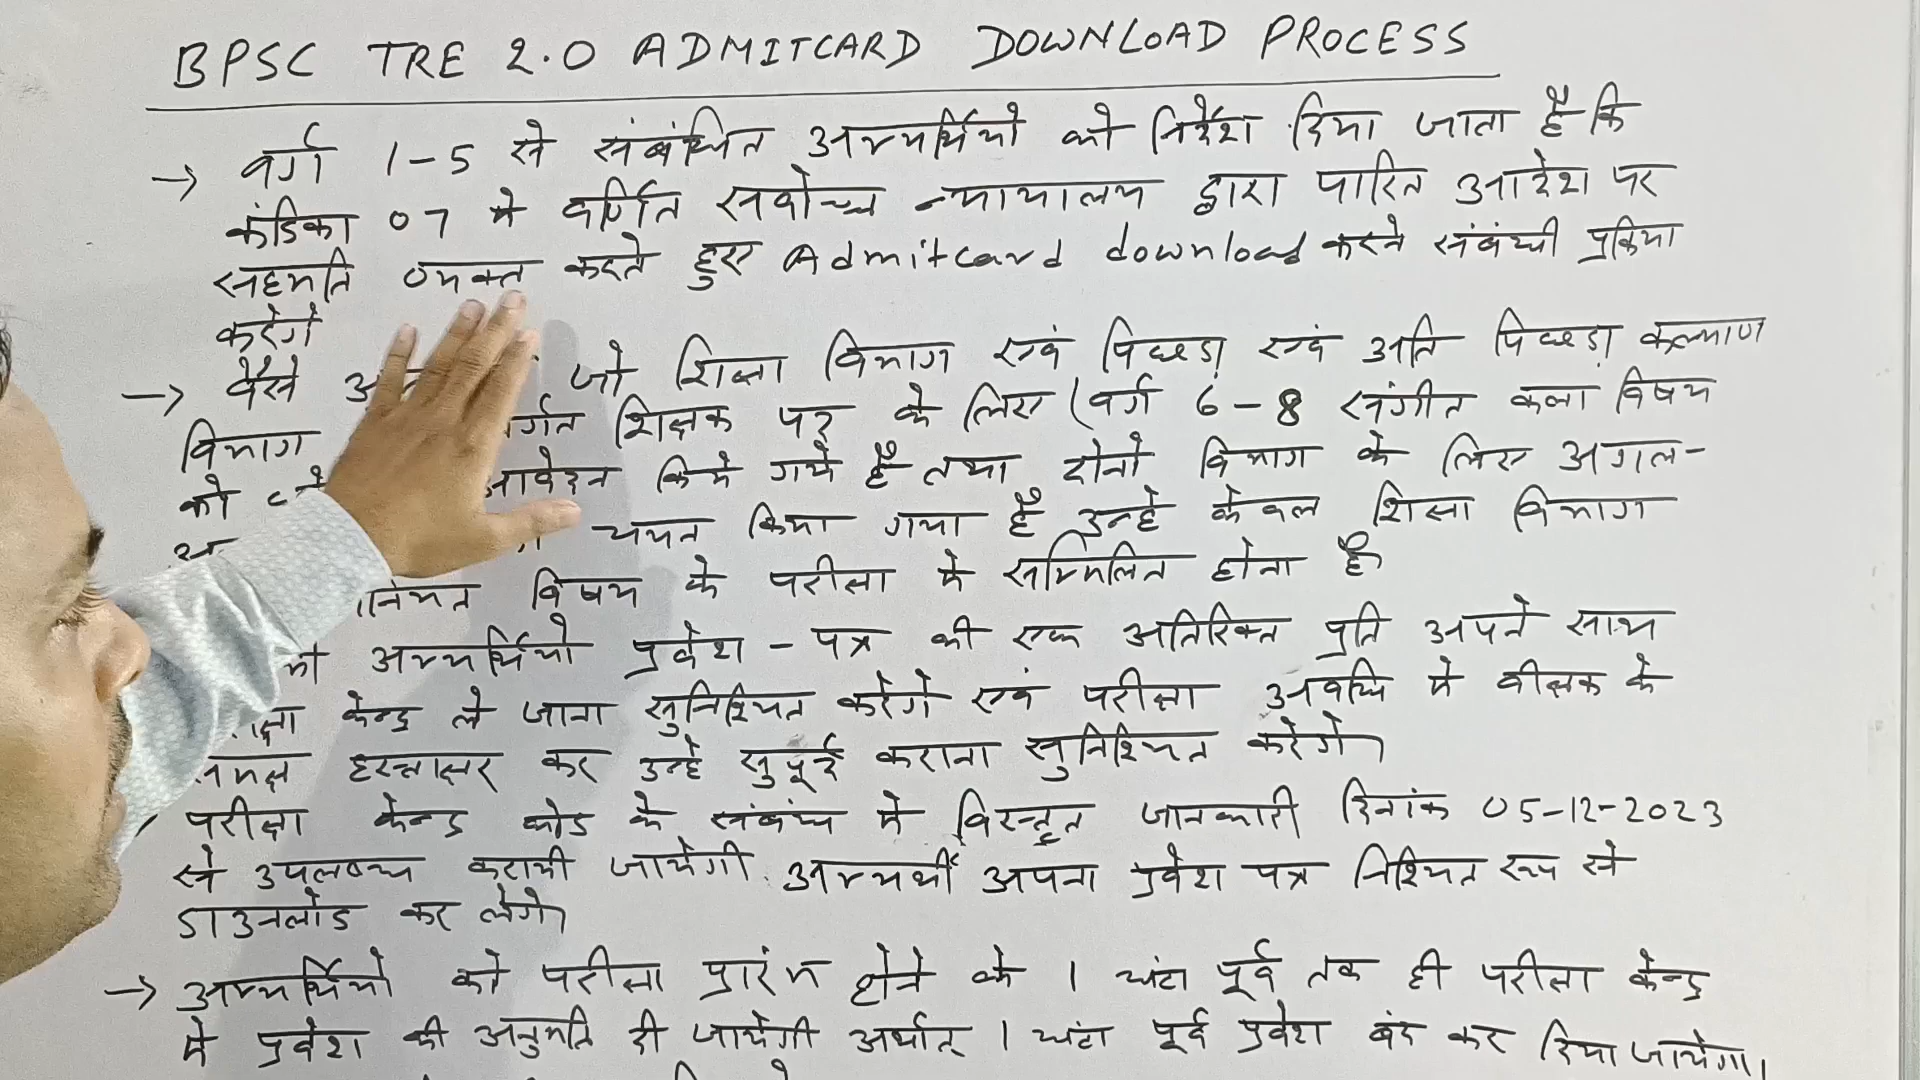 BPSC TRE 2.0 ADMITCARD DOWNLOAD PROCESS
→ वर्ग 1-5 से संबंधित अभ्यर्थियो को निर्देश दिया जाता है कि
कंडिका 07 मे वर्णित सर्वोच्च न्यायालय द्वारा पारित आदेश पर
सहमति व्यक्त करते हुए Admitcard download करने संबंधी प्रक्रिया
करेंगे
→ वैसे जो शिक्षा विभाग एवं पिछड़ा एवं अति पिछड़ा कल्याण
विभाग र्गत शिक्षक पद के लिए (वर्ग 6-8 संगीत कला विषय
को आवेदन किये गये हैं तथा दोनो विभाग के लिए अगल-
चयन किया गया है उन्हे केवल शिक्षा विभाग
विषय के परीक्षा मे सम्मिलित होना है
अभ्यर्थियो प्रवेश-पत्र की एक अतिरिक्त प्रति अपने साथ
केन्द्र ले जाना सुनिश्चित करेंगे एवं परीक्षा अवधि मे वीक्षक के
समक्ष हस्ताक्षर कर उन्हे सुपुर्द कराना सुनिश्चित करेंगे।
परीक्षा केन्द्र कोड के संबंध मे विस्तृत जानकारी दिनांक 05-12-2023
से उपलब्ध करायी जायेगी. अभ्यर्थी अपना प्रवेश पत्र निश्चित रूप से
डाउनलोड कर लेंगे।
→ अभ्यर्थियो को परीक्षा प्रारंभ होने के 1 घंटा पूर्व तक ही परीक्षा केन्द्र
मे प्रवेश की अनुमति दी जायेगी अर्थात् 1 घंटा पूर्व प्रवेश बंद कर दिया जायेगा।